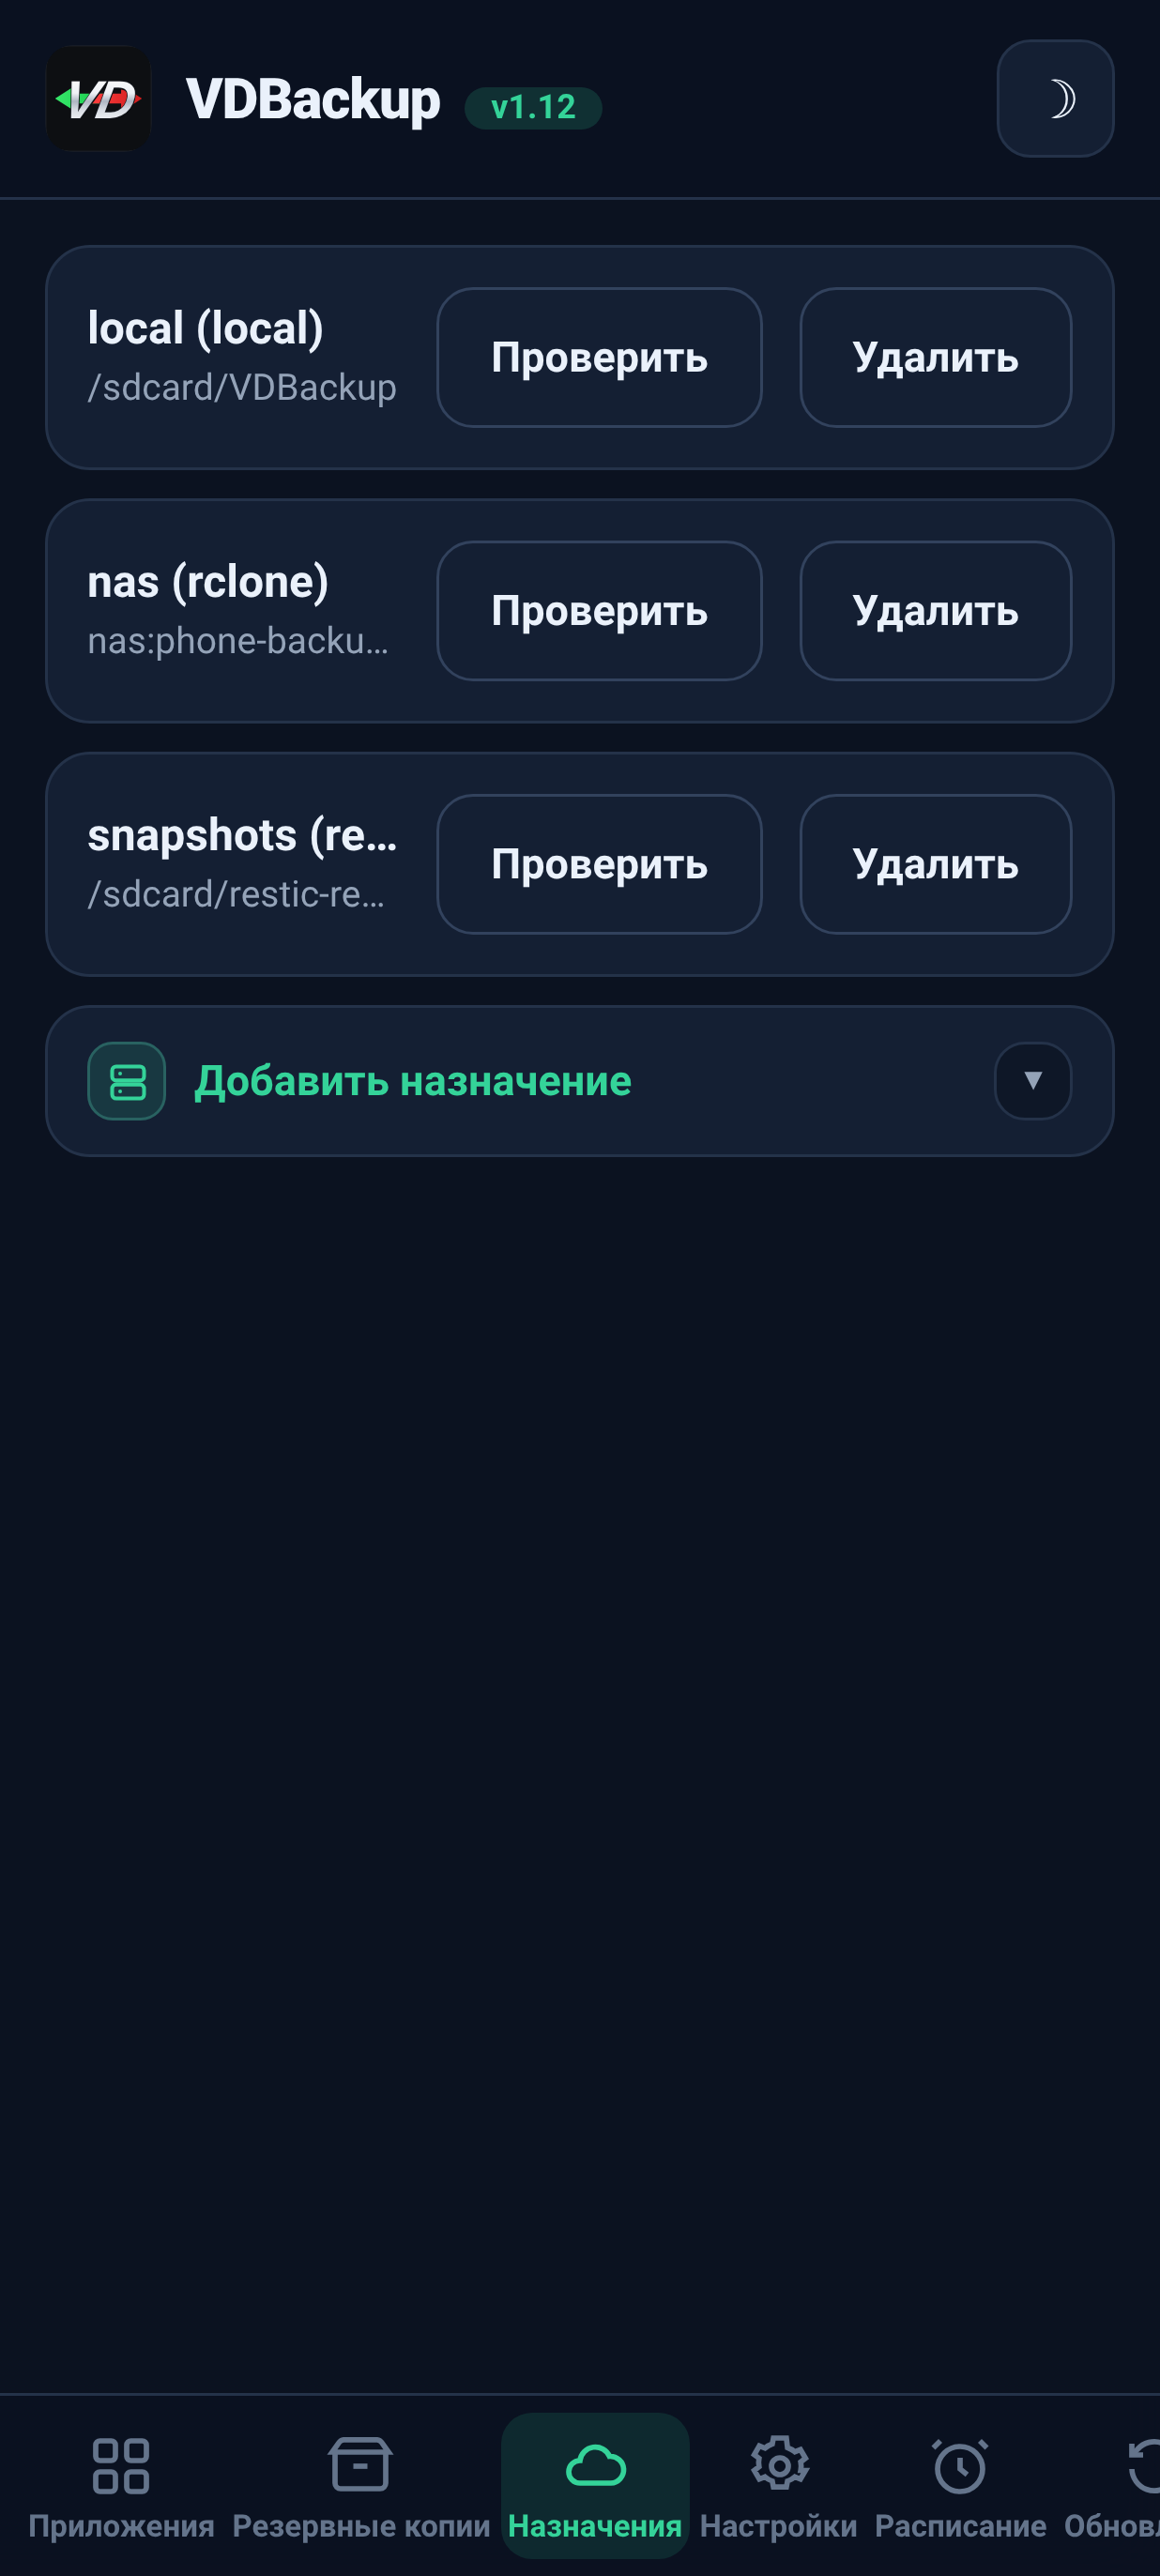 VD
VDBackup
v1.12
local (local)
/sdcard/VDBackup
Проверить
Удалить
nas (rclone)
nas:phone-backu…
Проверить
Удалить
snapshots (re…
/sdcard/restic-re…
Проверить
Удалить
Добавить назначение
Приложения
Резервные копии
Назначения
Настройки
Расписание